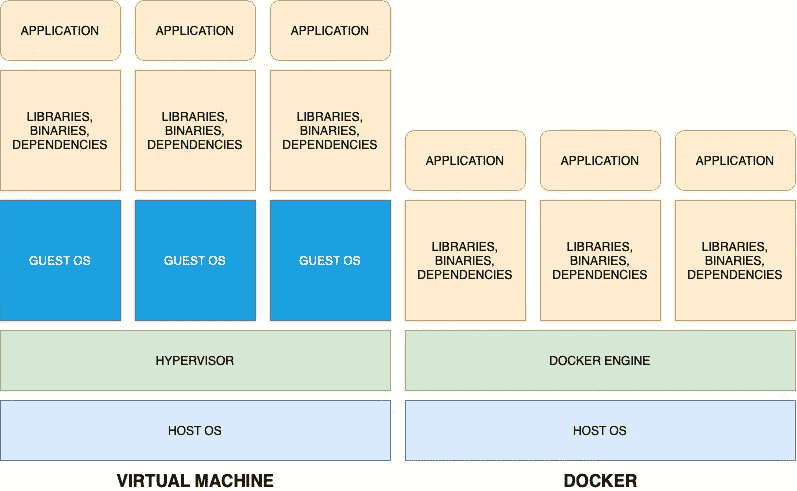 APPLICATION
APPLICATION
APPLICATION
LIBRARIES,
BINARIES,
DEPENDENCIES
LIBRARIES,
BINARIES,
DEPENDENCIES
LIBRARIES,
BINARIES,
DEPENDENCIES
GUEST OS
GUEST OS
GUEST OS
HYPERVISOR
HOST OS
VIRTUAL MACHINE
APPLICATION
APPLICATION
APPLICATION
LIBRARIES,
BINARIES,
DEPENDENCIES
LIBRARIES,
BINARIES,
DEPENDENCIES
LIBRARIES,
BINARIES,
DEPENDENCIES
DOCKER ENGINE
HOST OS
DOCKER